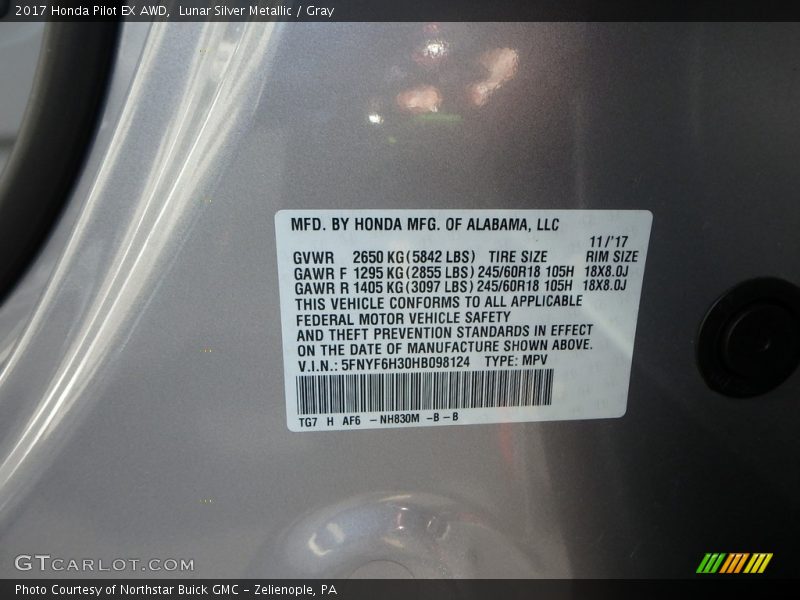 2017 Honda Pilot EX AWD,  Lunar Silver Metallic / Gray
MFD. BY HONDA MFG. OF ALABAMA, LLC
11/'17
GVWR 2650 KG(5842 LBS) TIRE SIZE RIM SIZE
GAWR F 1295 KG(2855 LBS) 245/60R18 105H 18X8.0J
GAWR R 1405 KG(3097 LBS) 245/60R18 105H 18X8.0J
THIS VEHICLE CONFORMS TO ALL APPLICABLE
FEDERAL MOTOR VEHICLE SAFETY
AND THEFT PREVENTION STANDARDS IN EFFECT
ON THE DATE OF MANUFACTURE SHOWN ABOVE.
V.I.N.: 5FNYF6H30HB098124 TYPE: MPV
TG7 H AF6 -NH830M -B-B
GTCARLOT.COM
Photo Courtesy of Northstar Buick GMC - Zelienople, PA